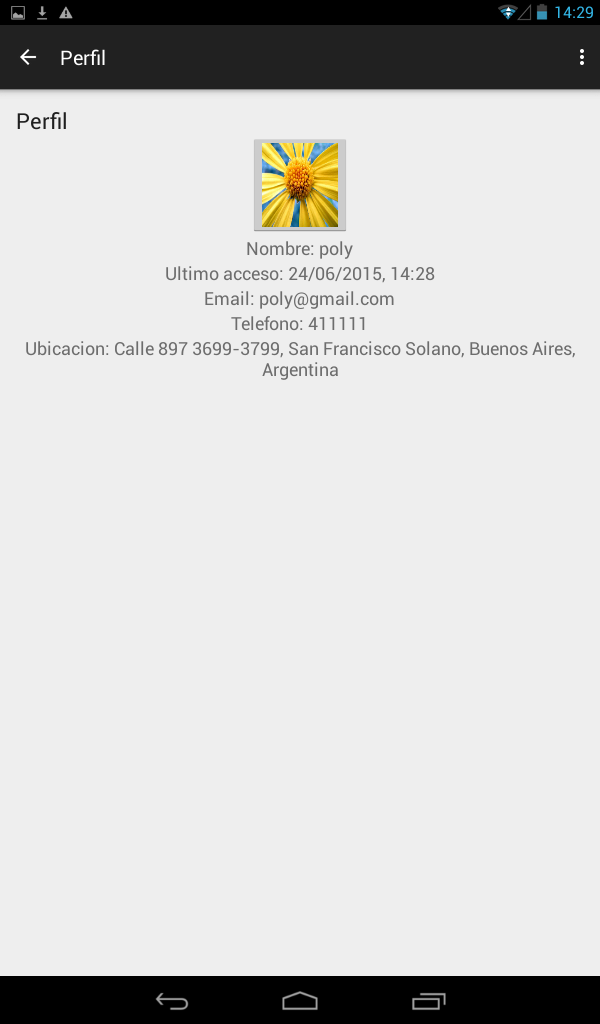 14:29
Perfil
Perfil
Nombre: poly
Ultimo acceso: 24/06/2015, 14:28
Email: poly@gmail.com
Telefono: 411111
Ubicacion: Calle 897 3699-3799, San Francisco Solano, Buenos Aires,
Argentina